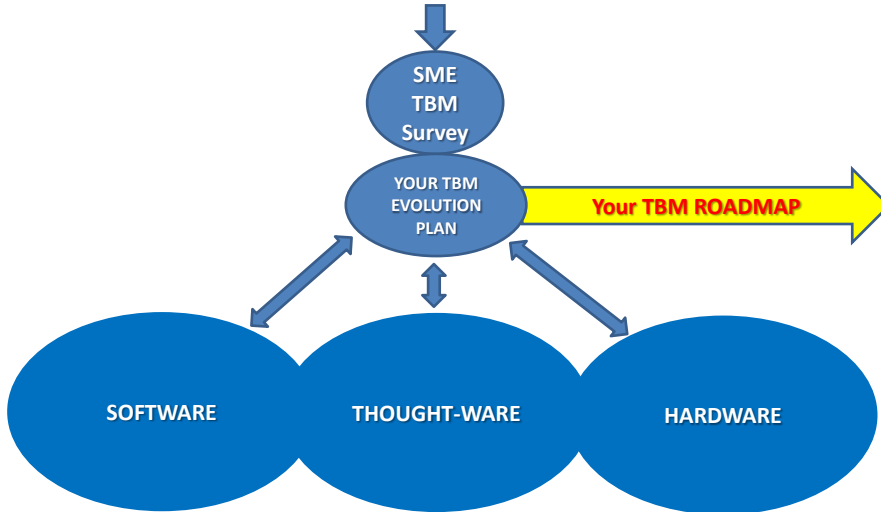 SME
TBM
Survey
YOUR TBM
EVOLUTION
PLAN
Your TBM ROADMAP
SOFTWARE
THOUGHT-WARE
HARDWARE